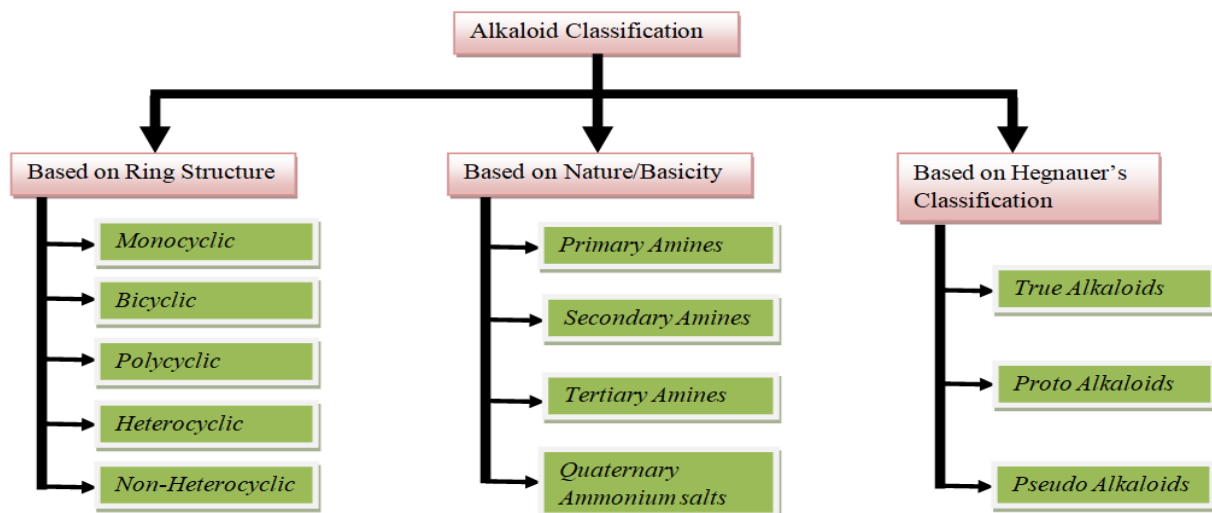 Alkaloid Classification
Based on Ring Structure
Monocyclic
Bicyclic
Polycyclic
Heterocyclic
Non-Heterocyclic
Based on Nature/Basicity
Primary Amines
Secondary Amines
Tertiary Amines
Quaternary
Ammonium salts
Based on Hegnauer’s
Classification
True Alkaloids
Proto Alkaloids
Pseudo Alkaloids